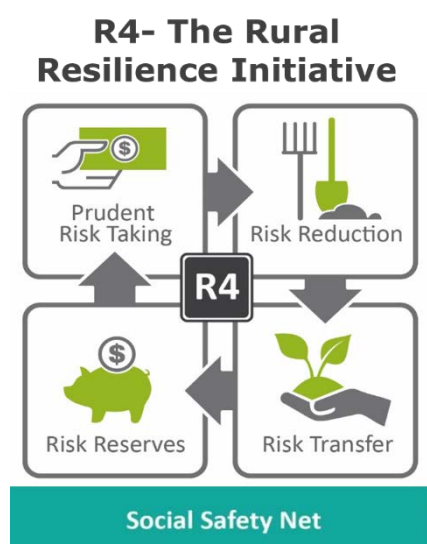 R4- The Rural
Resilience Initiative
$
Prudent
Risk Taking
Risk Reduction
R4
$
Risk Reserves
Risk Transfer
Social Safety Net